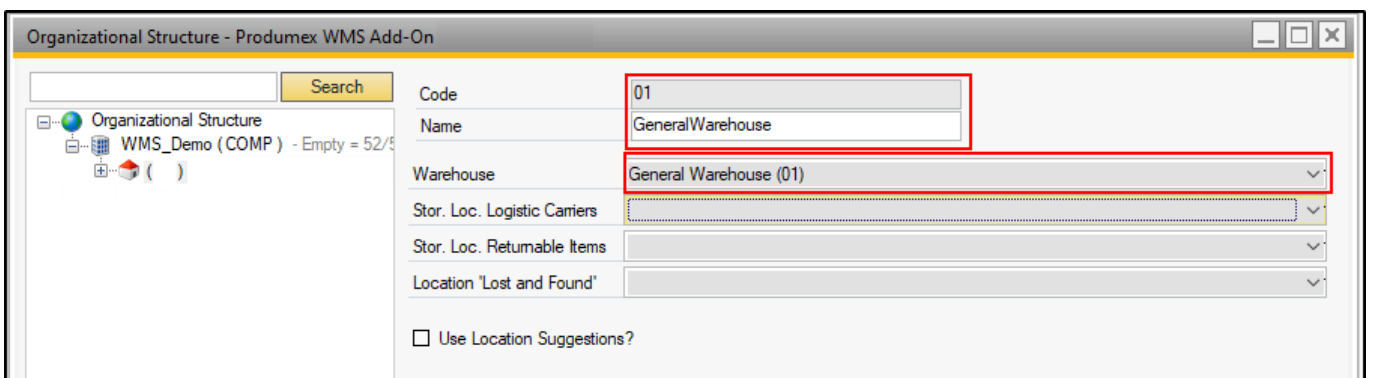 Organizational Structure - Produmex WMS Add-On
Search
Organizational Structure
WMS_Demo ( COMP ) - Empty = 52/5
( )
Code 01
Name GeneralWarehouse
Warehouse General Warehouse (01)
Stor. Loc. Logistic Carriers
Stor. Loc. Returnable Items
Location 'Lost and Found'
Use Location Suggestions?